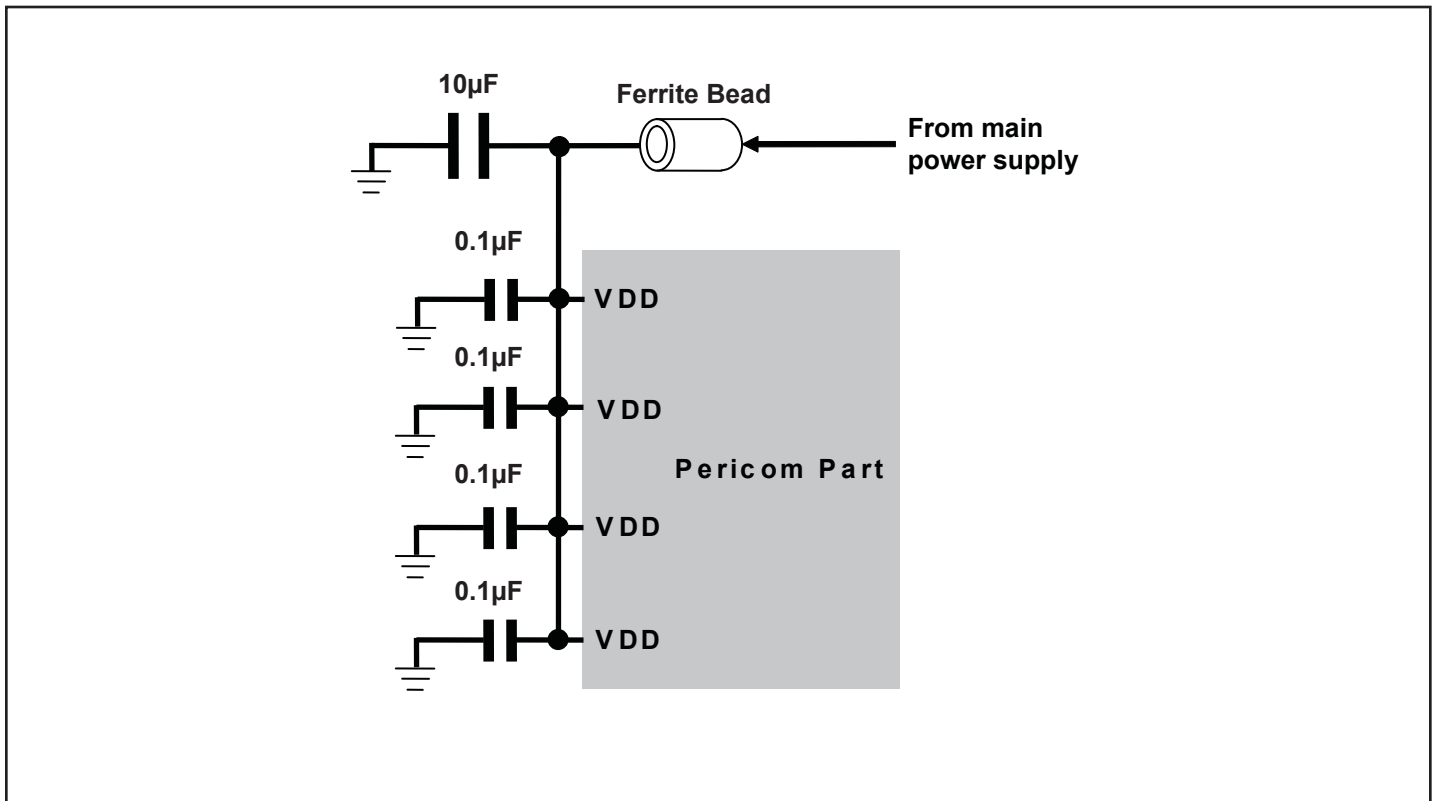 10µF
Ferrite Bead
From main
power supply
0.1µF
VDD
0.1µF
VDD
Pericom Part
0.1µF
VDD
0.1µF
VDD